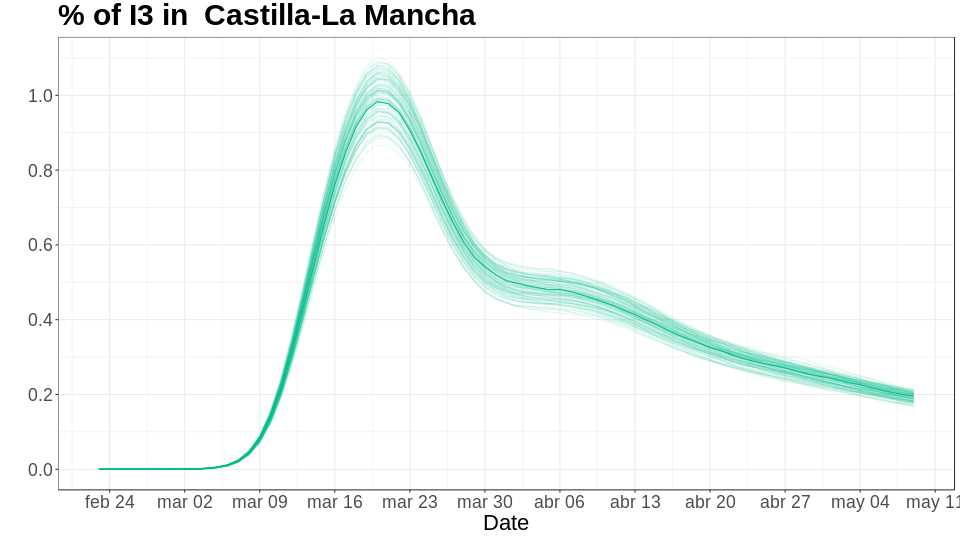 % of I3 in  Castilla-La Mancha
1.0
0.8
0.6
0.4
0.2
0.0
feb 24 mar 02 mar 09 mar 16 mar 23 mar 30 abr 06 abr 13 abr 20 abr 27 may 04 may 11
Date